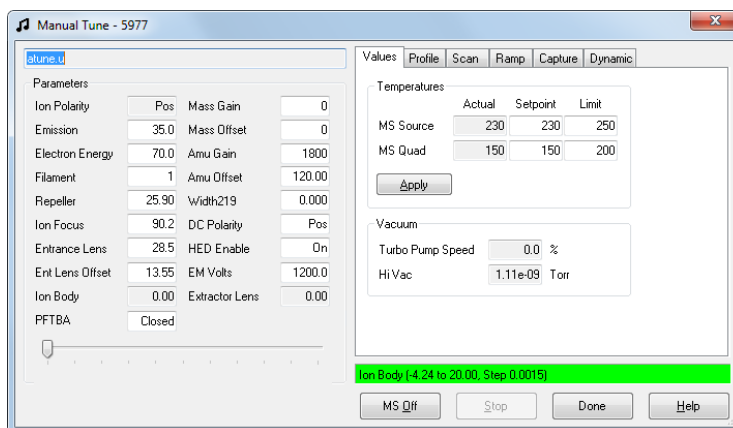 Manual Tune - 5977
x
atune.u
Parameters
Ion Polarity Pos Mass Gain 0
Emission 35.0 Mass Offset 0
Electron Energy 70.0 Amu Gain 1800
Filament 1 Amu Offset 120.00
Repeller 25.90 Width219 0.000
Ion Focus 90.2 DC Polarity Pos
Entrance Lens 28.5 HED Enable On
Ent Lens Offset 13.55 EM Volts 1200.0
Ion Body 0.00 Extractor Lens 0.00
PFTBA Closed
Values Profile Scan Ramp Capture Dynamic
Temperatures
Actual Setpoint Limit
MS Source 230 230 250
MS Quad 150 150 200
Apply
Vacuum
Turbo Pump Speed 0.0 %
Hi Vac 1.11e-09 Torr
Ion Body (-4.24 to 20.00, Step 0.0015)
MS Off Stop Done Help